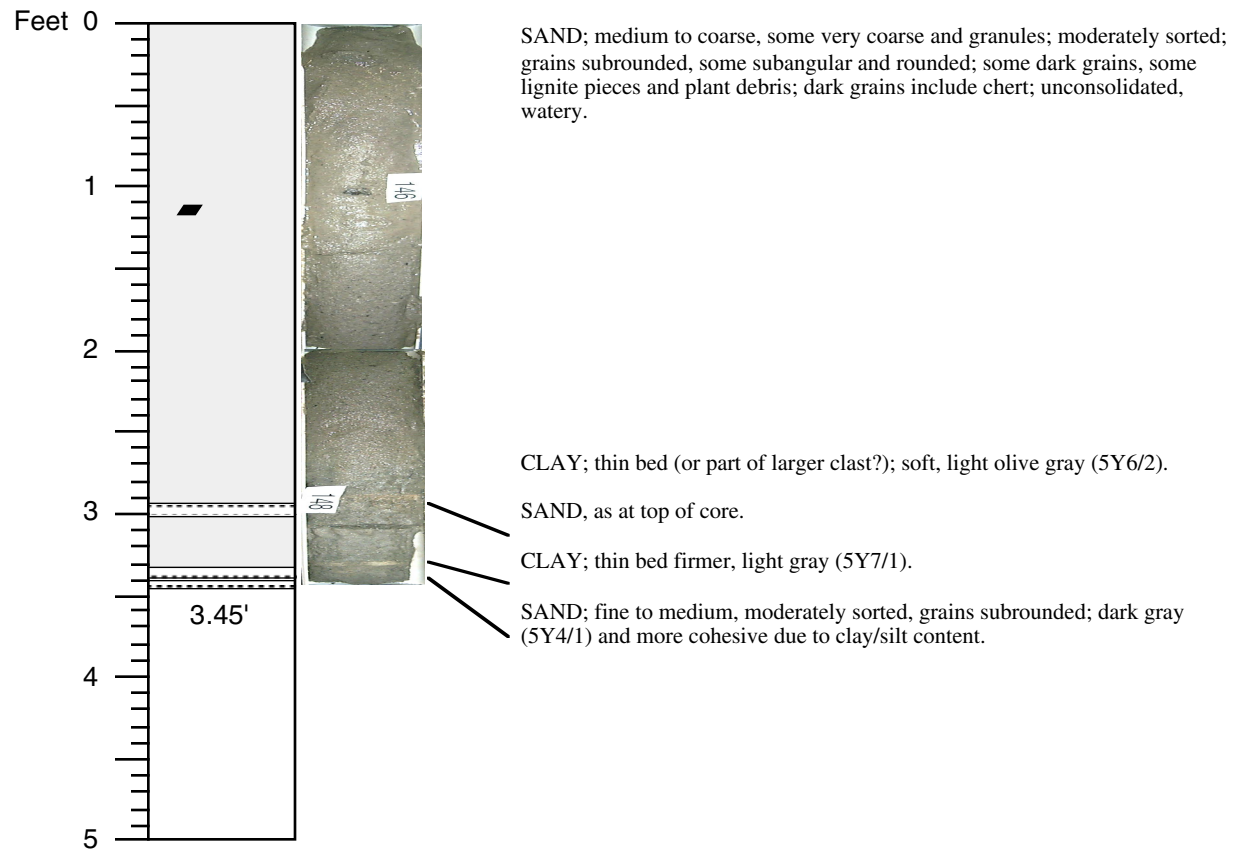 Feet 0
SAND; medium to coarse, some very coarse and granules; moderately sorted;
grains subrounded, some subangular and rounded; some dark grains, some
lignite pieces and plant debris; dark grains include chert; unconsolidated,
watery.
1
146
2
CLAY; thin bed (or part of larger clast?); soft, light olive gray (5Y6/2).
148
3
SAND, as at top of core.
CLAY; thin bed firmer, light gray (5Y7/1).
SAND; fine to medium, moderately sorted, grains subrounded; dark gray
(5Y4/1) and more cohesive due to clay/silt content.
3.45'
4
5